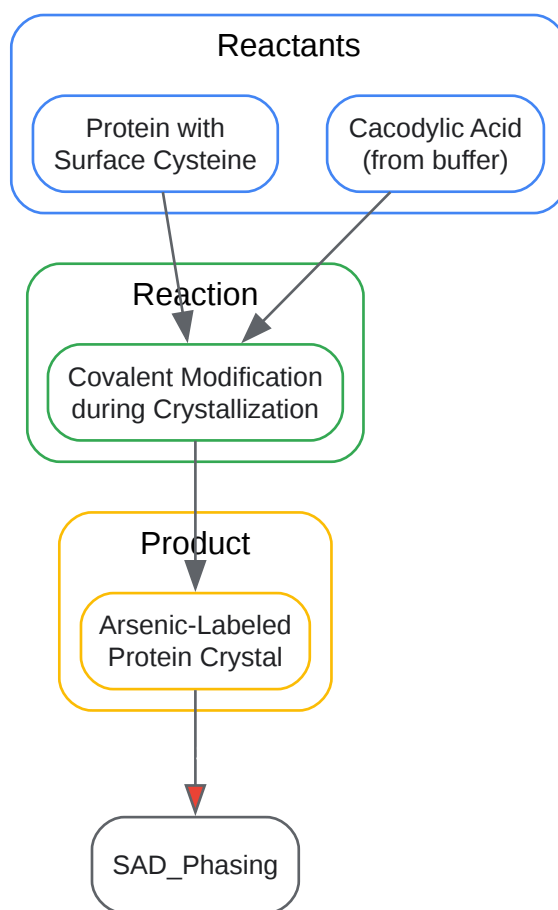 Reactants
Protein with
Surface Cysteine
Cacodylic Acid
(from buffer)
Reaction
Covalent Modification
during Crystallization
Product
Arsenic-Labeled
Protein Crystal
SAD_Phasing